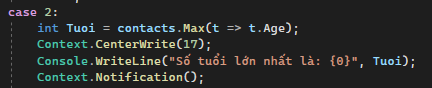 case 2:
int Tuoi = contacts.Max(t => t.Age);
Context.CenterWrite(17);
Console.WriteLine("Số tuổi lớn nhất là: {0}", Tuoi);
Context.Notification();